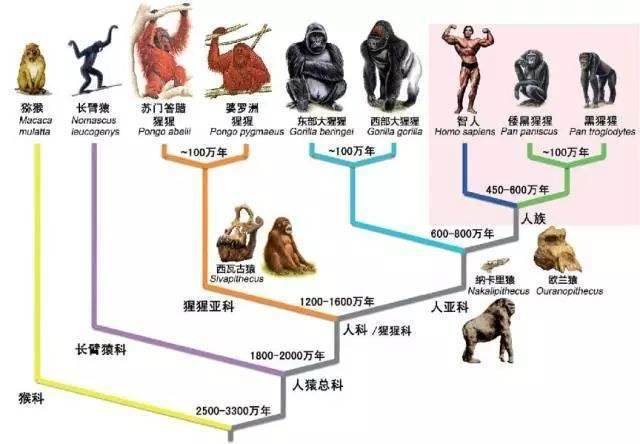 猕猴
Macaca
mulatta
长臂猿
Nomascus
leucogenys
苏门答腊
猩猩
Pongo abelii
婆罗洲
猩猩
Pongo pygmaeus
东部大猩猩
Gorilla beringei
西部大猩猩
Gorilla gorilla
智人
Homo sapiens
倭黑猩猩
Pan paniscus
黑猩猩
Pan troglodytes
~100万年
~100万年
~100万年
450-600万年
人族
600-800万年
西瓦古猿
Sivapithecus
纳卡里猿
Nakalipithecus
欧兰猿
Ouranopithecus
猩猩亚科
1200-1600万年
人亚科
人科 /猩猩科
长臂猿科
1800-2000万年
人猿总科
猴科
2500-3300万年